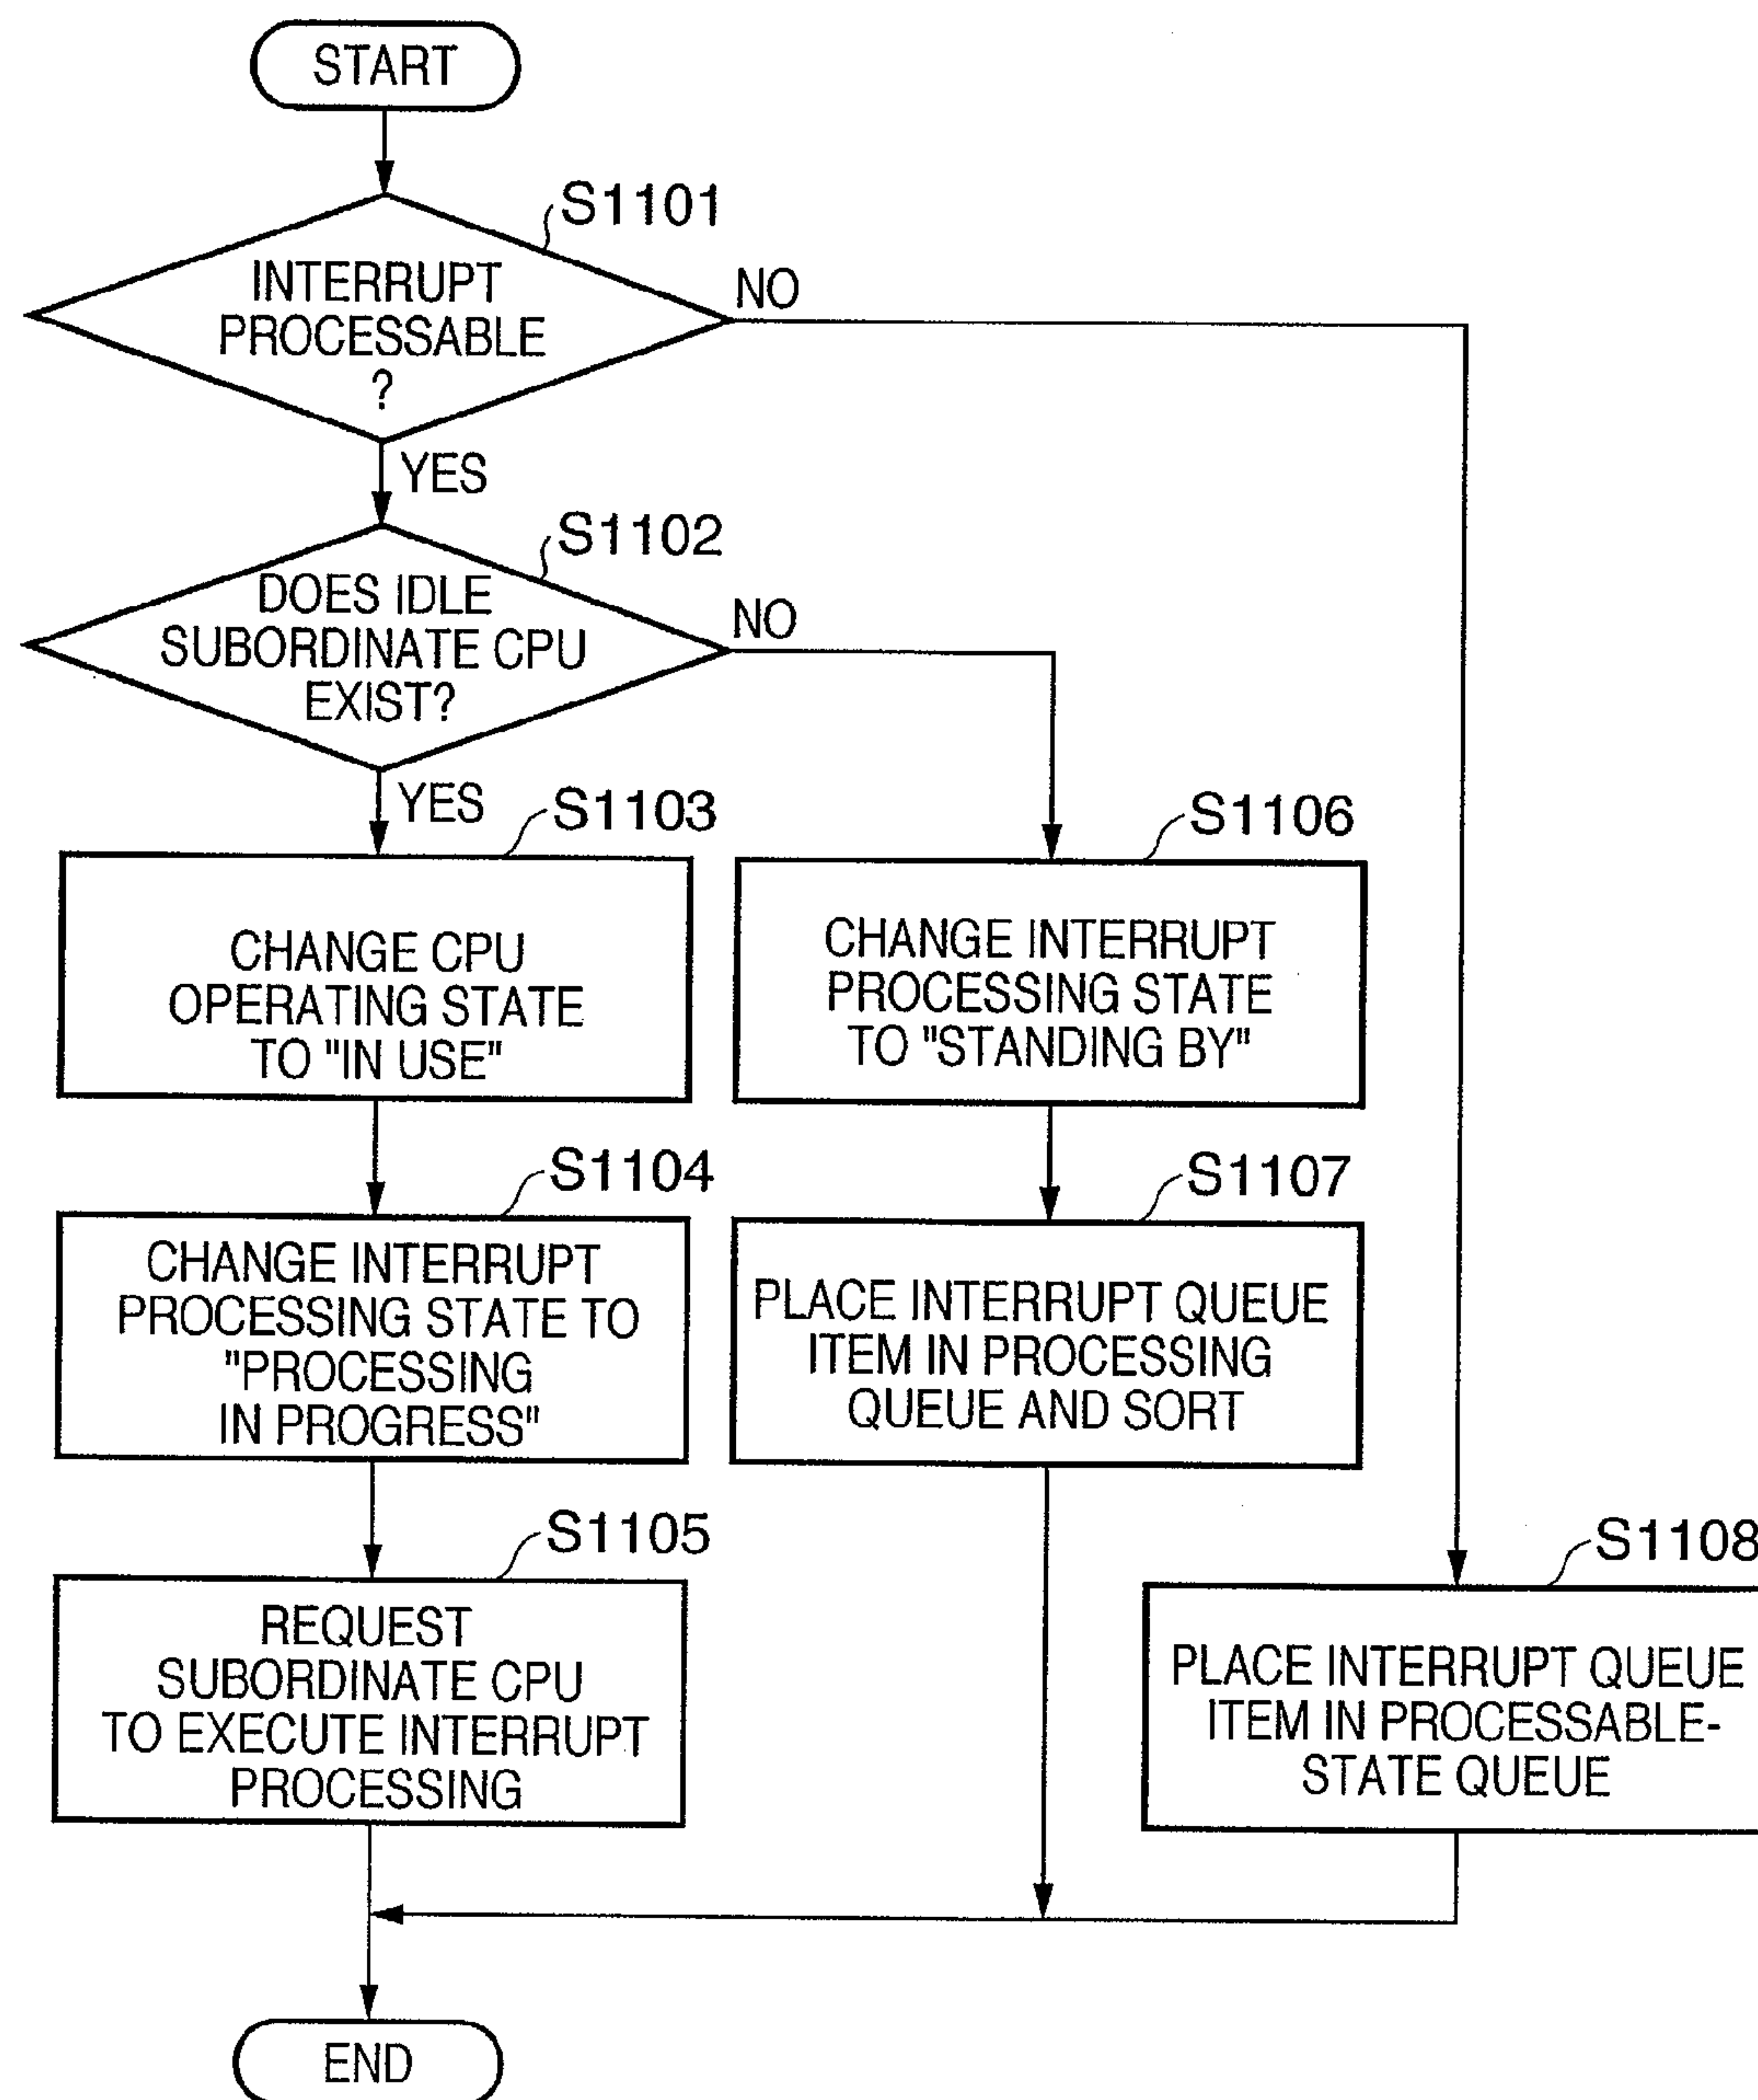 START
S1101
INTERRUPT
PROCESSABLE
?
NO
YES
S1102
DOES IDLE
SUBORDINATE CPU
EXIST?
NO
YES
S1103
CHANGE CPU
OPERATING STATE
TO "IN USE"
S1106
CHANGE INTERRUPT
PROCESSING STATE
TO "STANDING BY"
S1104
CHANGE INTERRUPT
PROCESSING STATE TO
"PROCESSING
IN PROGRESS"
S1107
PLACE INTERRUPT QUEUE
ITEM IN PROCESSING
QUEUE AND SORT
S1105
REQUEST
SUBORDINATE CPU
TO EXECUTE INTERRUPT
PROCESSING
S1108
PLACE INTERRUPT QUEUE
ITEM IN PROCESSABLE-
STATE QUEUE
END